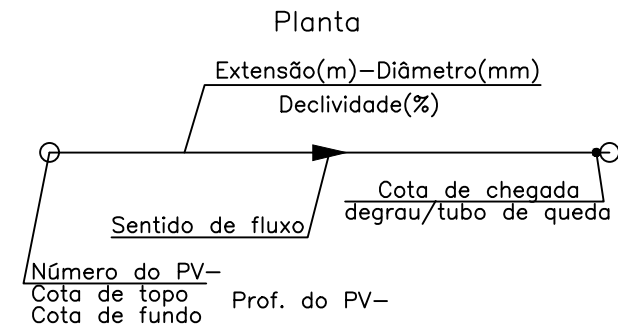 Planta
Extensão(m)-Diâmetro(mm)
Declividade(%)
Cota de chegada
degrau/tubo de queda
Sentido de fluxo
Número do PV-
Cota de topo
Cota de fundo
Prof. do PV-